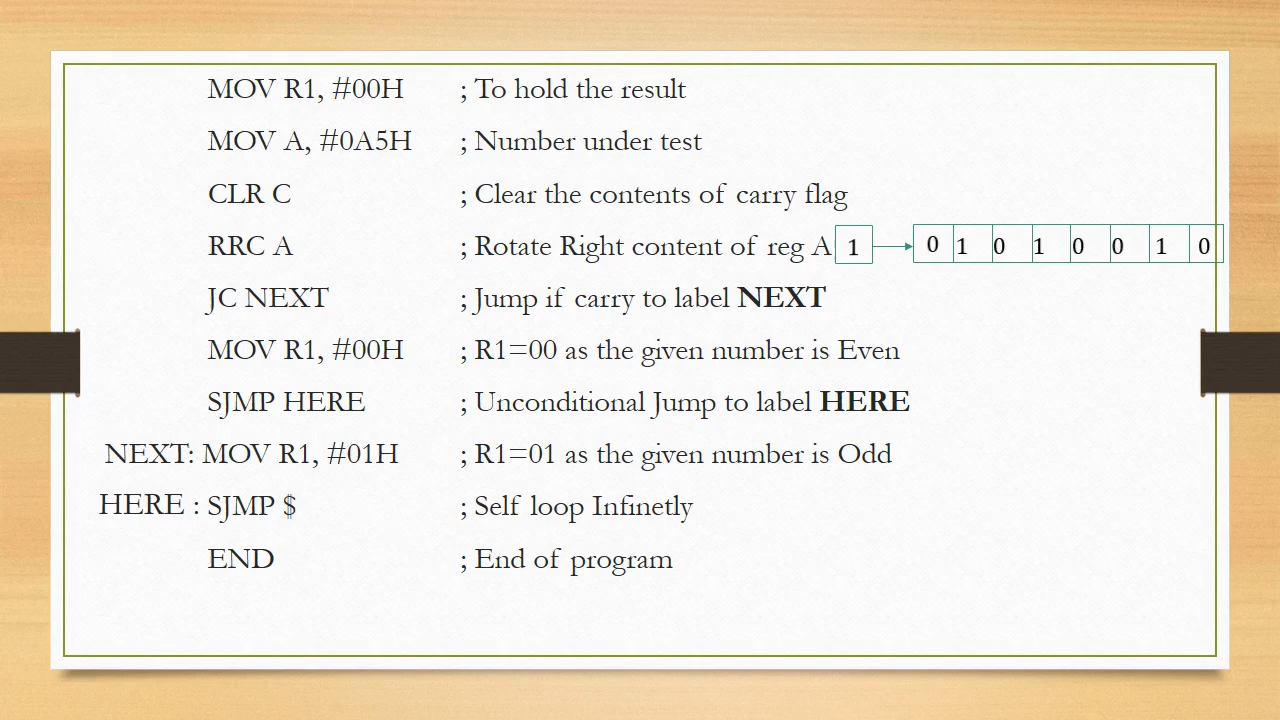 MOV R1, #00H ; To hold the result
MOV A, #0A5H ; Number under test
CLR C ; Clear the contents of carry flag
RRC A ; Rotate Right content of reg A 1 0 1 0 1 0 0 1 0
JC NEXT ; Jump if carry to label NEXT
MOV R1, #00H ; R1=00 as the given number is Even
SJMP HERE ; Unconditional Jump to label HERE
NEXT: MOV R1, #01H ; R1=01 as the given number is Odd
HERE : SJMP $ ; Self loop Infinetly
END ; End of program